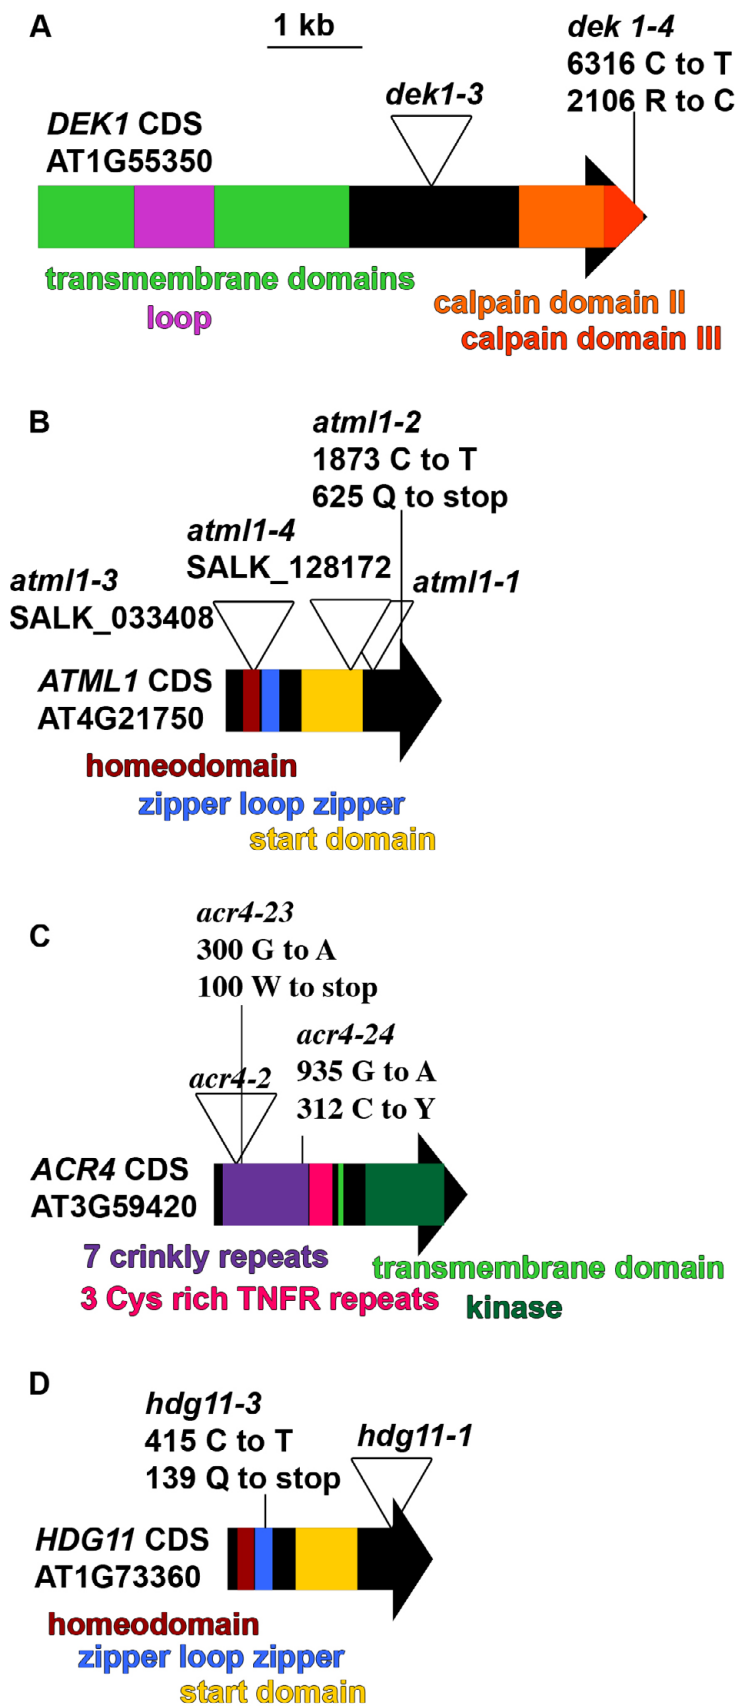 A
1 kb
dek 1-4
6316 C to T
2106 R to C
dek1-3
DEK1 CDS
AT1G55350
transmembrane domains
loop
calpain domain II
calpain domain III
B
atml1-2
1873 C to T
625 Q to stop
atml1-4
SALK_128172
atml1-1
atml1-3
SALK_033408
ATML1 CDS
AT4G21750
homeodomain
zipper loop zipper
start domain
C
acr4-23
300 G to A
100 W to stop
acr4-24
935 G to A
312 C to Y
acr4-2
ACR4 CDS
AT3G59420
7 crinkly repeats
transmembrane domain
3 Cys rich TNFR repeats
kinase
D
hdg11-3
415 C to T
139 Q to stop
hdg11-1
HDG11 CDS
AT1G73360
homeodomain
zipper loop zipper
start domain